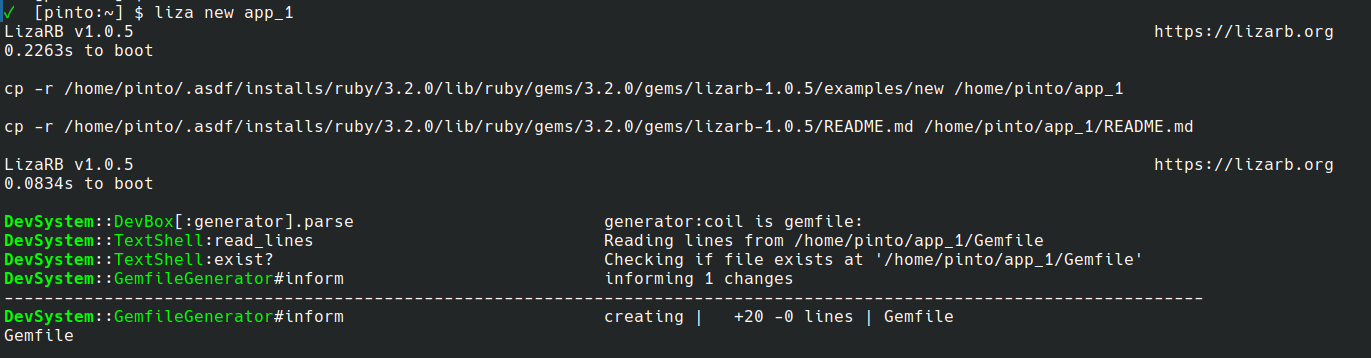 ✓  [pinto:~] $ liza new app_1
LizaRB v1.0.5                                                                                                      https://lizarb.org
0.2263s to boot

cp -r /home/pinto/.asdf/installs/ruby/3.2.0/lib/ruby/gems/3.2.0/gems/lizarb-1.0.5/examples/new /home/pinto/app_1

cp -r /home/pinto/.asdf/installs/ruby/3.2.0/lib/ruby/gems/3.2.0/gems/lizarb-1.0.5/README.md /home/pinto/app_1/README.md

LizaRB v1.0.5                                                                                                      https://lizarb.org
0.0834s to boot

DevSystem::DevBox[:generator].parse                         generator:coil is gemfile:
DevSystem::TextShell:read_lines                             Reading lines from /home/pinto/app_1/Gemfile
DevSystem::TextShell:exist?                                 Checking if file exists at '/home/pinto/app_1/Gemfile'
DevSystem::GemfileGenerator#inform                          informing 1 changes
------------------------------------------------------------------------------------------------------------------------
DevSystem::GemfileGenerator#inform                          creating |   +20 -0 lines | Gemfile
Gemfile